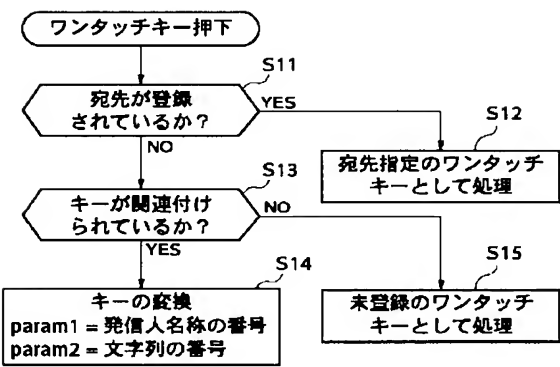 ワンタッチキー押下
S11
宛先が登録
されているか？
YES
NO
S12
宛先指定のワンタッチ
キーとして処理
S13
キーが関連付け
られているか？
NO
YES
S14
キーの変換
param1 = 発信人名称の番号
param2 = 文字列の番号
S15
未登録のワンタッチ
キーとして処理